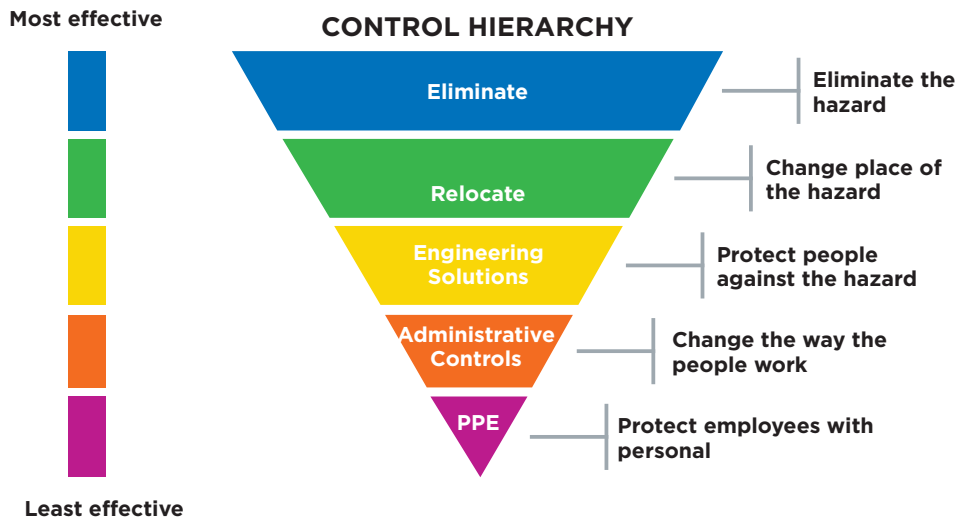 Most effective
CONTROL HIERARCHY
Eliminate
Eliminate the
hazard
Relocate
Change place of
the hazard
Engineering
Solutions
Protect people
against the hazard
Administrative
Controls
Change the way the
people work
PPE
Protect employees with
personal
Least effective